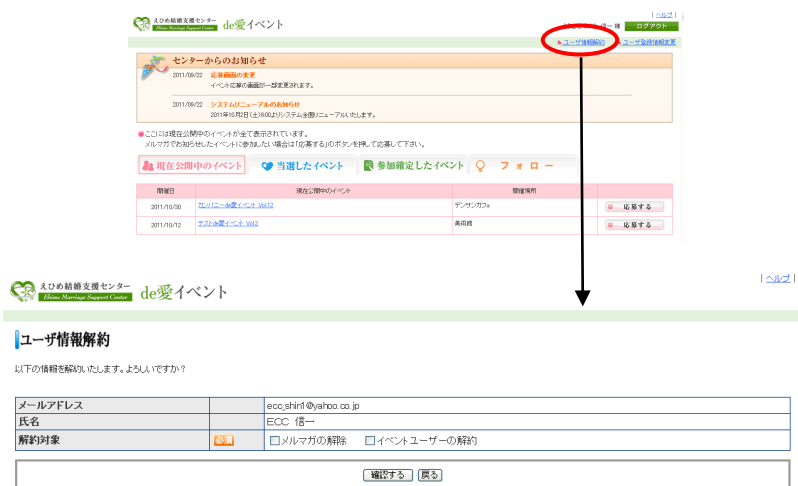 |ヘルプ|
えひめ結婚支援センター
Ehime Marriage Support Center
de愛イベント
信一 様 ログアウト
ユーザ情報解約 ユーザ登録情報変更
センターからのお知らせ
2011/09/22 応募画面の変更
イベント応募の画面が一部変更されます。
2011/09/22 システムリニューアルのお知らせ
2011年10月2日(土)8:00よりシステム全面リニューアルいたします。
ここには現在公開中のイベントが全て表示されています。
メルマガでお知らせしたイベントに参加したい場合は「応募する」のボタンを押して応募して下さい。
現在公開中のイベント 当選したイベント 参加確定したイベント フォロー
開催日 現在公開中のイベント 開催場所
2011/10/30 カンパニーde愛イベント Vol.12 デンサンカフェ 応募する
2011/10/12 テストde愛イベント Vol.2 美術館 応募する
|ヘルプ|
えひめ結婚支援センター
Ehime Marriage Support Center
de愛イベント
ユーザ情報解約
以下の情報を解約いたします。よろしいですか?
メールアドレス ecc_shin1@yahoo.co.jp
氏名 ECC 信一
解約対象 必須 メルマガの解除 イベントユーザーの解約
確認する 戻る